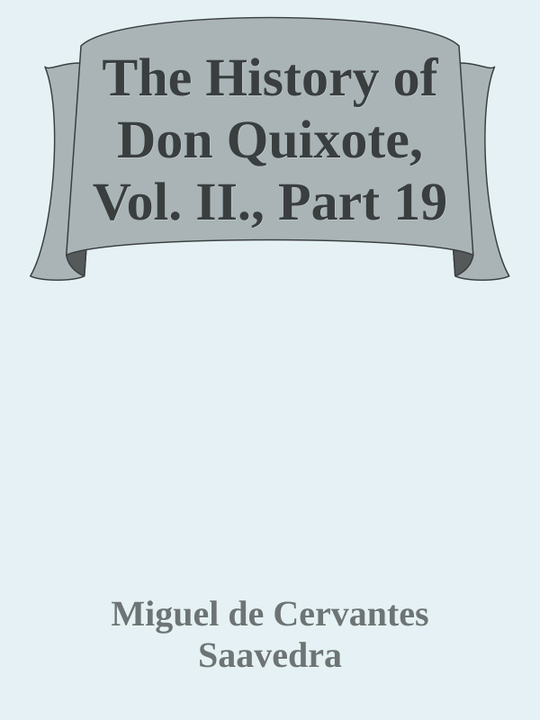 The History of
Don Quixote,
Vol. II., Part 19
Miguel de Cervantes
Saavedra